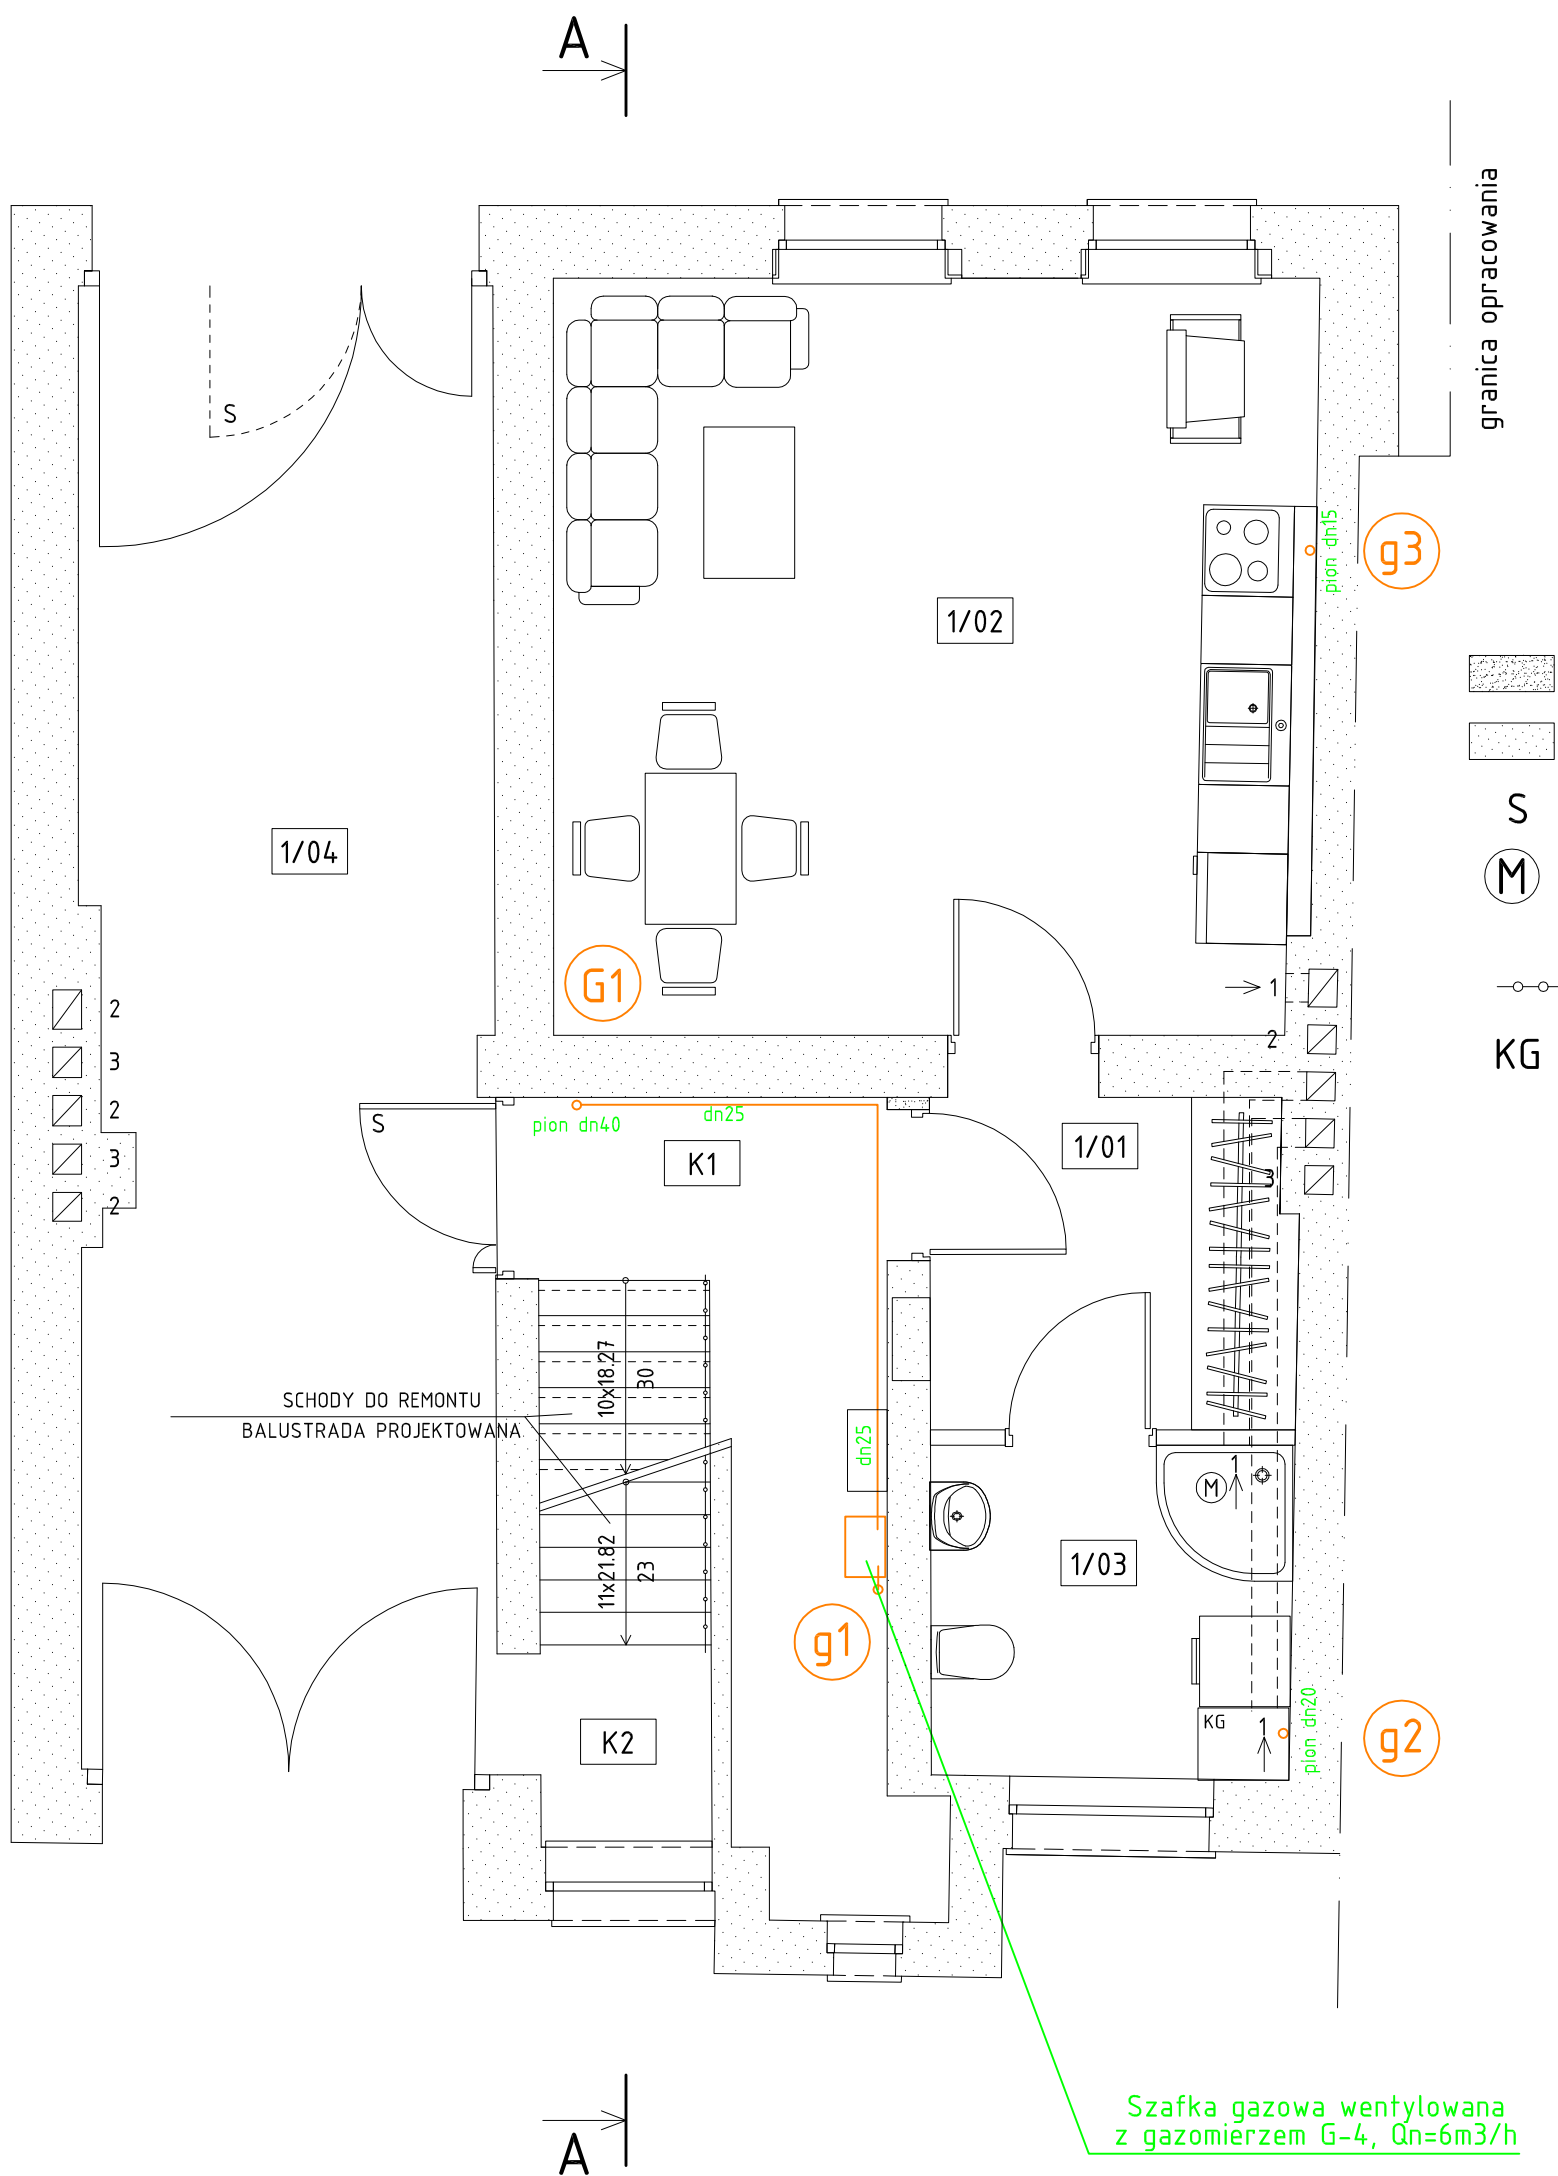 A
granica opracowania
S
g3
pion dn15
1/02
S
M
1/04
G1
1
2
2
3
KG
2
3
2
S
pion dn40
dn25
K1
1/01
3
10x18.27
30
SCHODY DO REMONTU
BALUSTRADA PROJEKTOWANA
dn25
1
M
11x21.82
23
1/03
g1
pion dn20
K2
KG
1
g2
Szafka gazowa wentylowana
z gazomierzem G-4, Qn=6m3/h
A